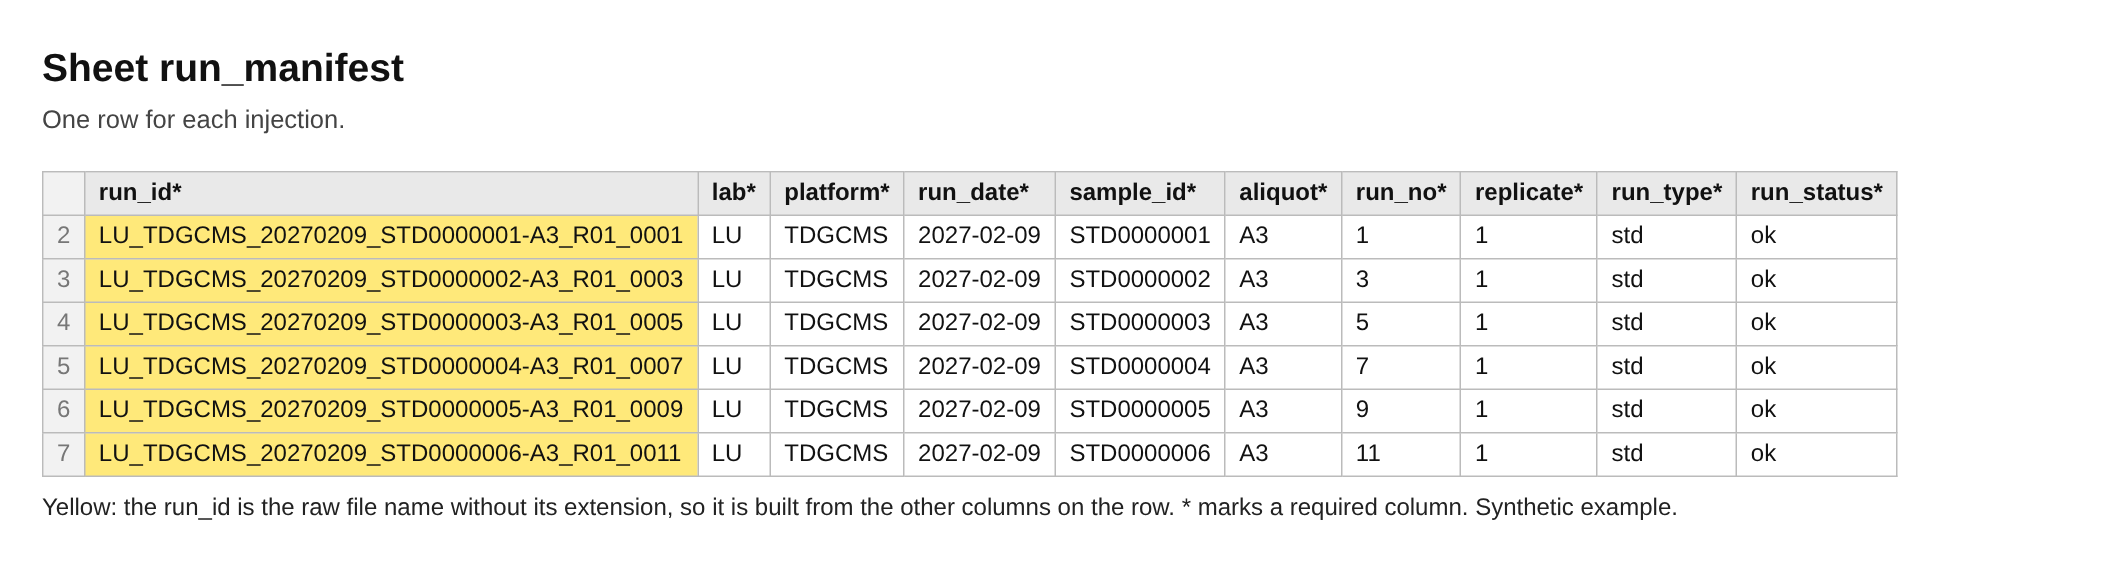 Sheet run_manifest
One row for each injection.
run_id* lab* platform* run_date* sample_id* aliquot* run_no* replicate* run_type* run_status*
2 LU_TDGCMS_20270209_STD0000001-A3_R01_0001 LU TDGCMS 2027-02-09 STD0000001 A3 1 1 std ok
3 LU_TDGCMS_20270209_STD0000002-A3_R01_0003 LU TDGCMS 2027-02-09 STD0000002 A3 3 1 std ok
4 LU_TDGCMS_20270209_STD0000003-A3_R01_0005 LU TDGCMS 2027-02-09 STD0000003 A3 5 1 std ok
5 LU_TDGCMS_20270209_STD0000004-A3_R01_0007 LU TDGCMS 2027-02-09 STD0000004 A3 7 1 std ok
6 LU_TDGCMS_20270209_STD0000005-A3_R01_0009 LU TDGCMS 2027-02-09 STD0000005 A3 9 1 std ok
7 LU_TDGCMS_20270209_STD0000006-A3_R01_0011 LU TDGCMS 2027-02-09 STD0000006 A3 11 1 std ok
Yellow: the run_id is the raw file name without its extension, so it is built from the other columns on the row. * marks a required column. Synthetic example.